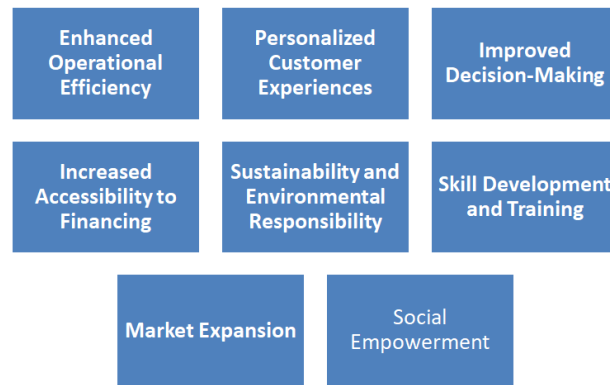 Enhanced
Operational
Efficiency
Personalized
Customer
Experiences
Improved
Decision-Making
Increased
Accessibility to
Financing
Sustainability and
Environmental
Responsibility
Skill Development
and Training
Market Expansion
Social
Empowerment